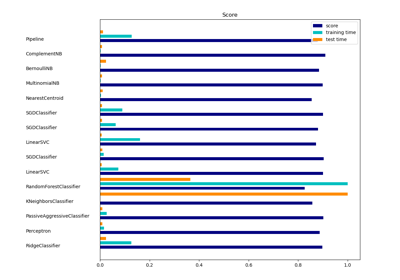 Score
score
training time
test time
Pipeline
ComplementNB
BernoulliNB
MultinomialNB
NearestCentroid
SGDClassifier
SGDClassifier
LinearSVC
SGDClassifier
LinearSVC
RandomForestClassifier
KNeighborsClassifier
PassiveAggressiveClassifier
Perceptron
RidgeClassifier
0.0 0.2 0.4 0.6 0.8 1.0